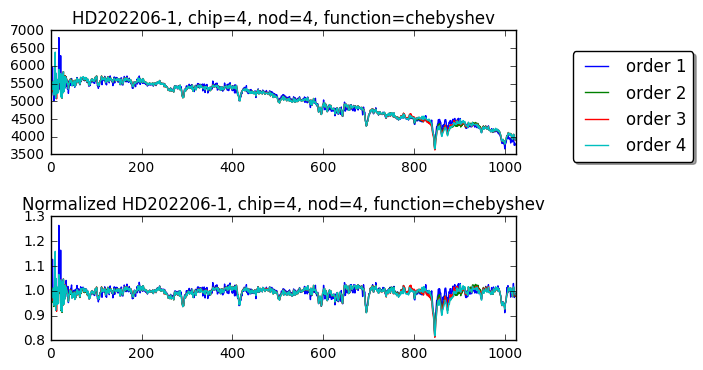 HD202206-1, chip=4, nod=4, function=chebyshev
7000
6500
6000
5500
5000
4500
4000
3500
0 200 400 600 800 1000
order 1
order 2
order 3
order 4
Normalized HD202206-1, chip=4, nod=4, function=chebyshev
1.3
1.2
1.1
1.0
0.9
0.8
0 200 400 600 800 1000